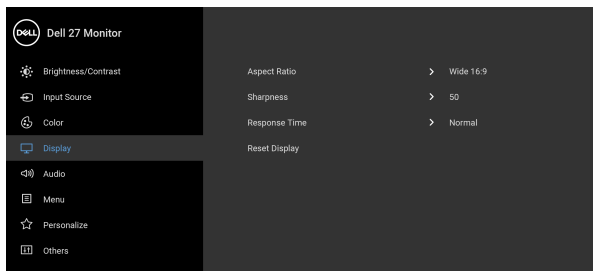 DELL Dell 27 Monitor
Brightness/Contrast
Input Source
Color
Display
Audio
Menu
Personalize
Others
Aspect Ratio > Wide 16:9
Sharpness > 50
Response Time > Normal
Reset Display